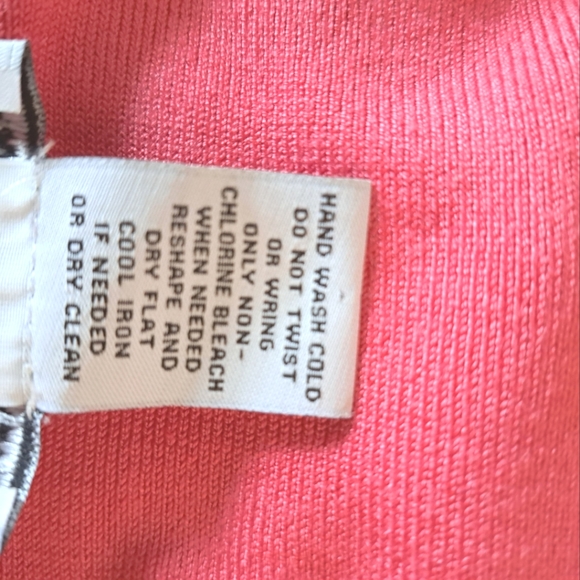 HAND WASH COLD
DO NOT TWIST
OR WRING
ONLY NON-
CHLORINE BLEACH
WHEN NEEDED
RESHAPE AND
DRY FLAT
COOL IRON
IF NEEDED
OR DRY CLEAN